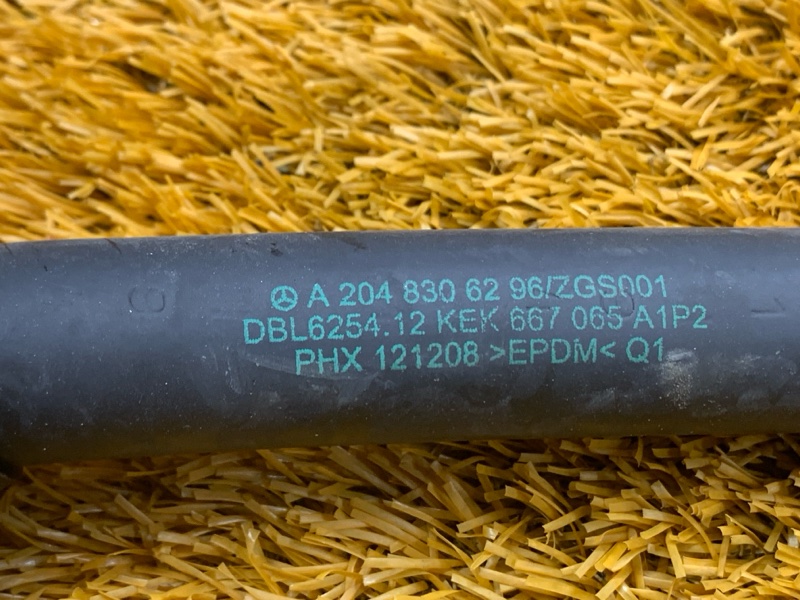 A 204 830 62 96/ZGS001
DBL6254.12 KEK 667 065 A1P2
PHX 121208 >EPDM< Q1